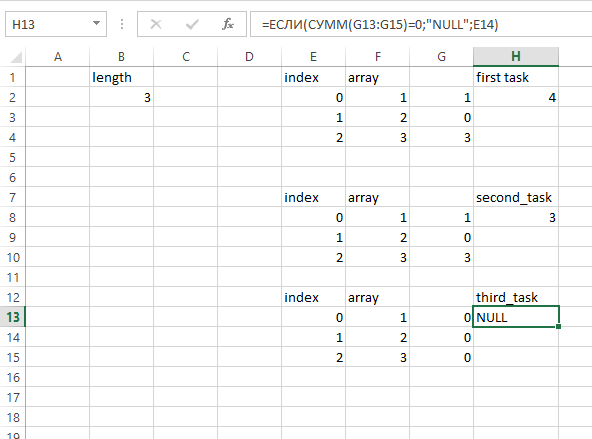 H13 fx =ЕСЛИ(СУММ(G13:G15)=0;"NULL";E14)
A B C D E F G H
1 length index array first task
2 3 0 1 1 4
3 1 2 0
4 2 3 3
5
6
7 index array second_task
8 0 1 1 3
9 1 2 0
10 2 3 3
11
12 index array third_task
13 0 1 0 NULL
14 1 2 0
15 2 3 0
16
17
18
19